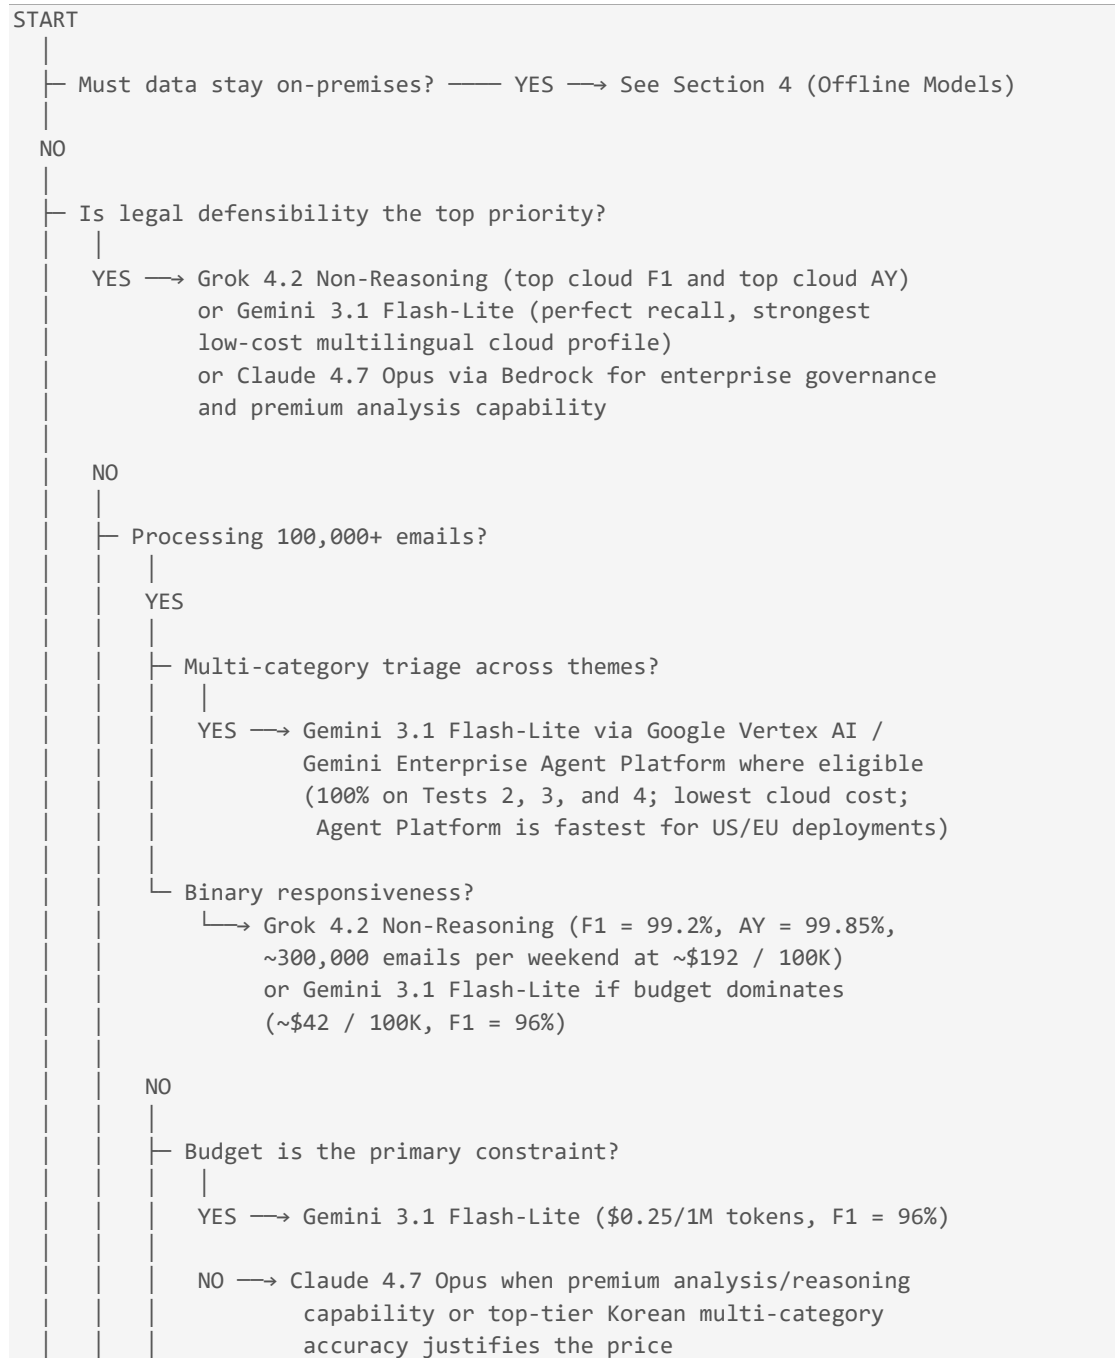 START
│
├─ Must data stay on-premises? ──── YES ──→ See Section 4 (Offline Models)
│
NO
│
├─ Is legal defensibility the top priority?
│   │
│   YES ──→ Grok 4.2 Non-Reasoning (top cloud F1 and top cloud AY)
│           or Gemini 3.1 Flash-Lite (perfect recall, strongest
│           low-cost multilingual cloud profile)
│           or Claude 4.7 Opus via Bedrock for enterprise governance
│           and premium analysis capability
│
│   NO
│   │
│   ├─ Processing 100,000+ emails?
│   │   │
│   │   YES
│   │   │
│   │   ├─ Multi-category triage across themes?
│   │   │   │
│   │   │   YES ──→ Gemini 3.1 Flash-Lite via Google Vertex AI /
│   │   │           Gemini Enterprise Agent Platform where eligible
│   │   │           (100% on Tests 2, 3, and 4; lowest cloud cost;
│   │   │            Agent Platform is fastest for US/EU deployments)
│   │   │
│   │   └─ Binary responsiveness?
│   │       └──→ Grok 4.2 Non-Reasoning (F1 = 99.2%, AY = 99.85%,
│   │            ~300,000 emails per weekend at ~$192 / 100K)
│   │            or Gemini 3.1 Flash-Lite if budget dominates
│   │            (~$42 / 100K, F1 = 96%)
│   │
│   │   NO
│   │   │
│   │   ├─ Budget is the primary constraint?
│   │   │   │
│   │   │   YES ──→ Gemini 3.1 Flash-Lite ($0.25/1M tokens, F1 = 96%)
│   │   │
│   │   │   NO ──→ Claude 4.7 Opus when premium analysis/reasoning
│   │   │           capability or top-tier Korean multi-category
│   │   │           accuracy justifies the price